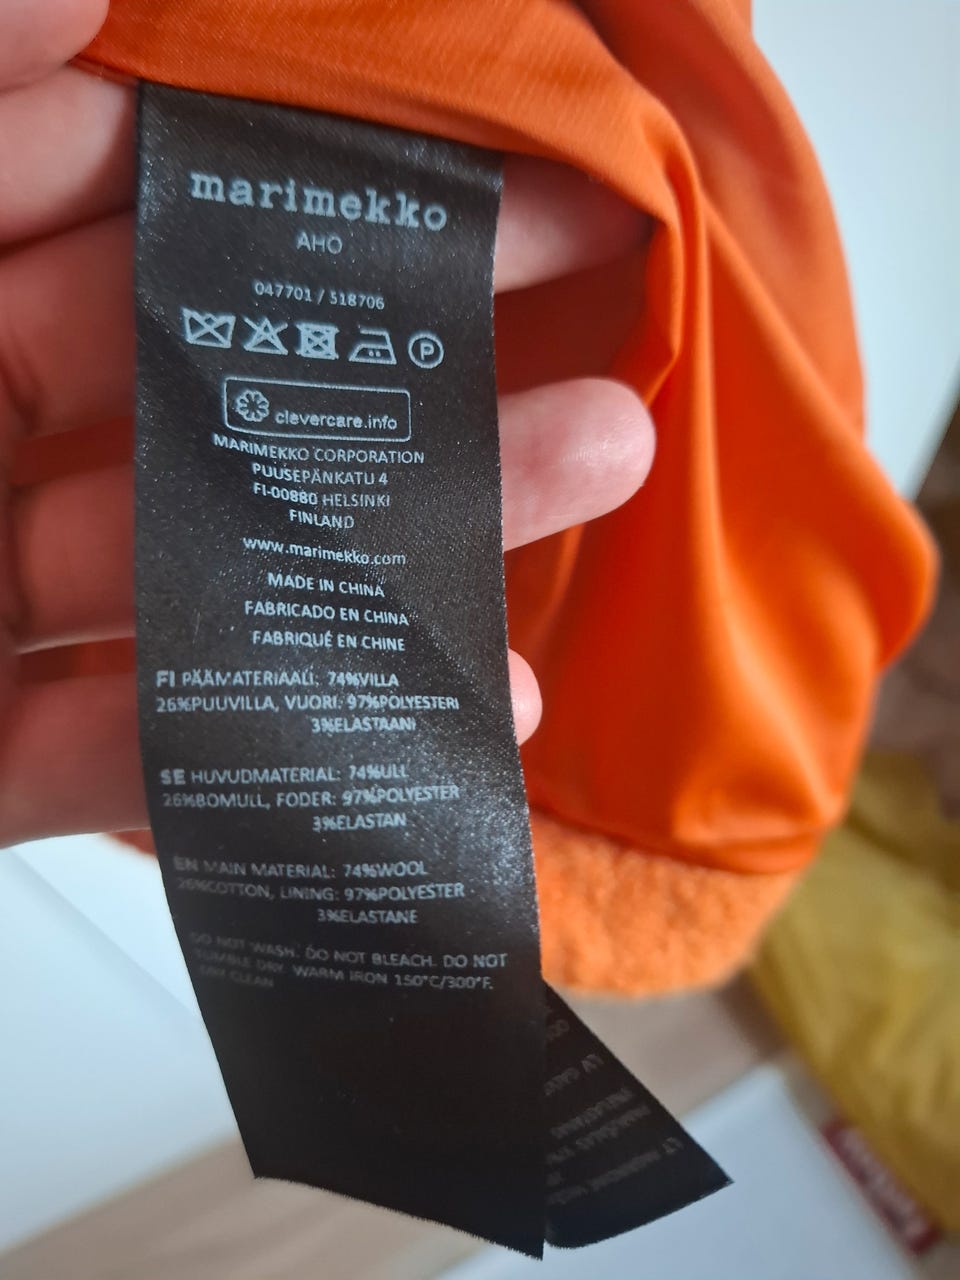 marimekko
AHO
047701 / 518706
P
clevercare.info
MARIMEKKO CORPORATION
PUUSEPÄNKATU 4
FI-00880 HELSINKI
FINLAND
www.marimekko.com
MADE IN CHINA
FABRICADO EN CHINA
FABRIQUÉ EN CHINE
FI PÄÄMATERIAALI: 74%VILLA
26%PUUVILLA, VUORI: 97%POLYESTERI
3%ELASTAANI
SE HUVUDMATERIAL: 74%ULL
26%BOMULL, FODER: 97%POLYESTER
3%ELASTAN
EN MAIN MATERIAL: 74%WOOL
26%COTTON, LINING: 97%POLYESTER
3%ELASTANE
DO NOT WASH. DO NOT BLEACH. DO NOT
TUMBLE DRY. WARM IRON 150°C/300°F.
DRY CLEAN